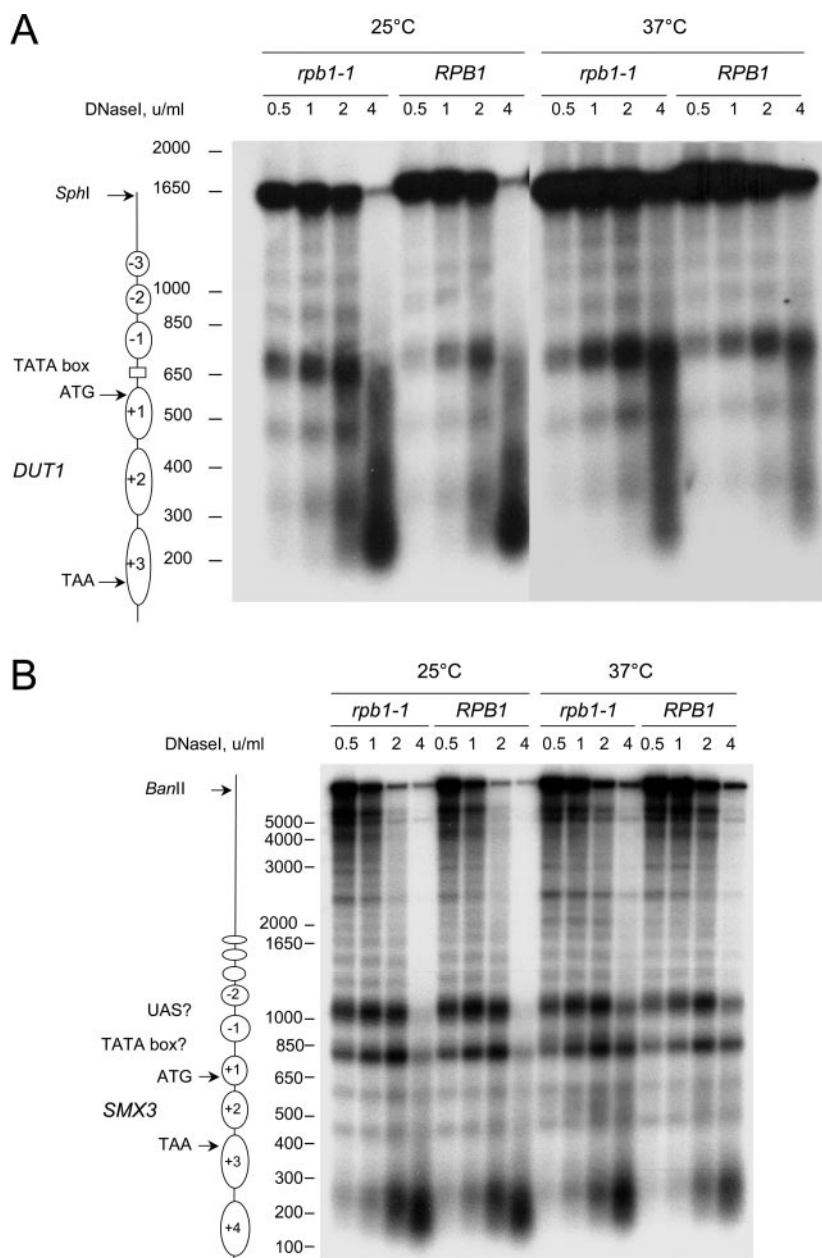 A
25°C 37°C
rpb1-1 RPB1 rpb1-1 RPB1
DNaseI, u/ml 0.5 1 2 4 0.5 1 2 4 0.5 1 2 4 0.5 1 2 4
2000
SphI 1650
-3
-2 1000
850
-1
TATA box 650
ATG
+1 500
400
DUT1 +2
300
+3 200
TAA
B
25°C 37°C
rpb1-1 RPB1 rpb1-1 RPB1
DNaseI, u/ml 0.5 1 2 4 0.5 1 2 4 0.5 1 2 4 0.5 1 2 4
BanII
5000
4000
3000
2000
1650
-2
UAS?
1000
-1
TATA box? 850
ATG +1 650
SMX3 +2 500
TAA 400
+3
300
200
+4
100